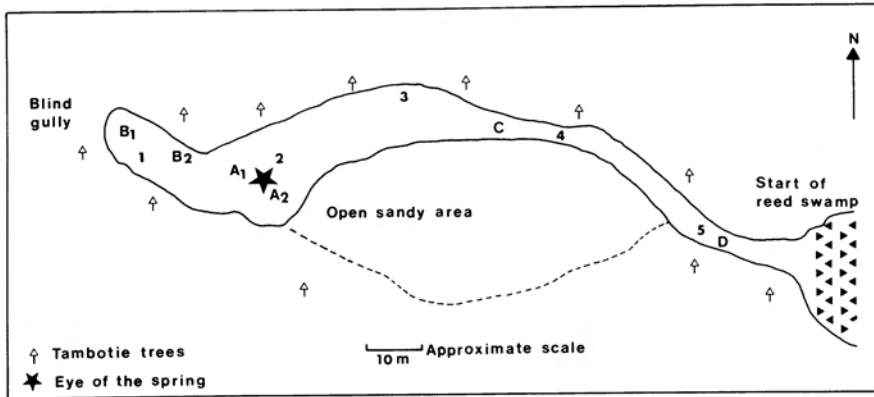 N
Blind
gully
B1
1
B2
A1
2
A2
3
C
4
Open sandy area
5
D
Start of
reed swamp
10 m
Approximate scale
Tambotie trees
Eye of the spring